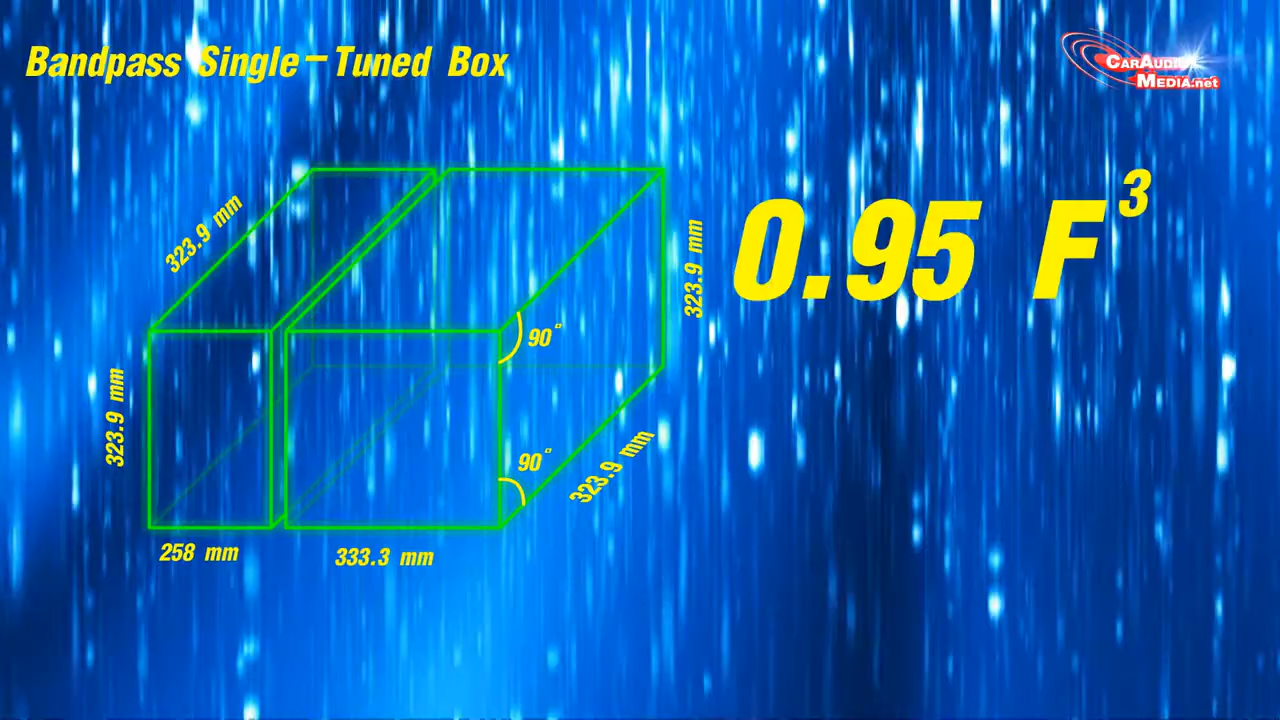 Bandpass Single-Tuned Box
CARAUDIO
MEDIA.net
323.9 mm
323.9 mm
0.95 F³
90°
323.9 mm
90°
323.9 mm
258 mm
333.3 mm